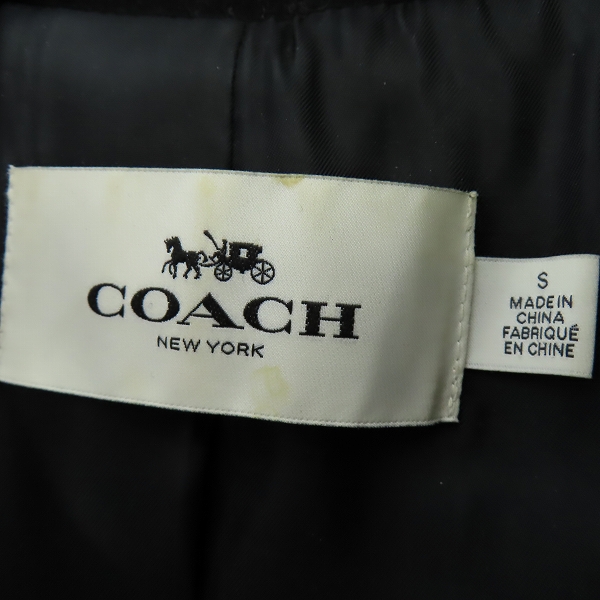 COACH
NEW YORK
S
MADE IN
CHINA
FABRIQUÉ
EN CHINE